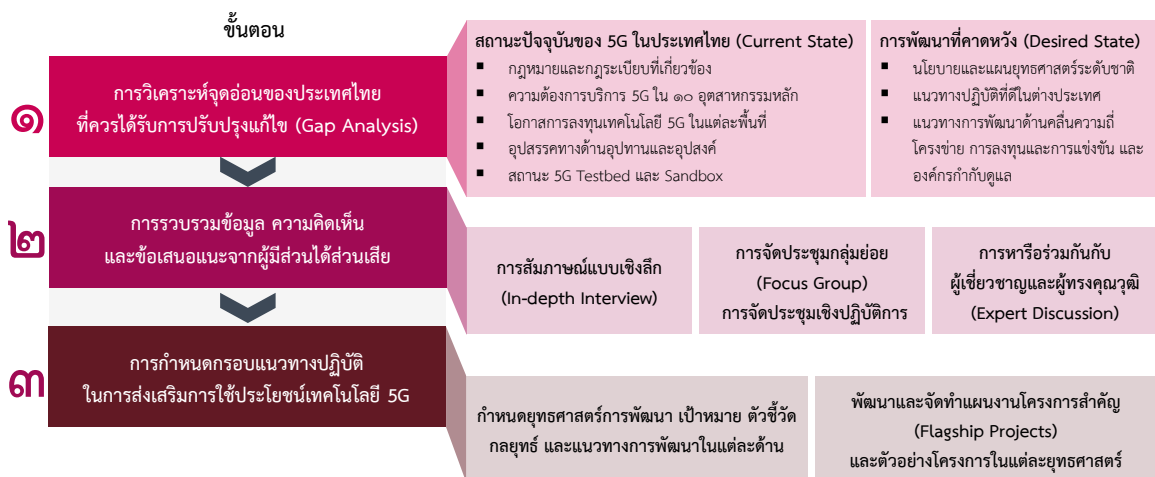 ขั้นตอน
๑
การวิเคราะห์จุดอ่อนของประเทศไทย
ที่ควรได้รับการปรับปรุงแก้ไข (Gap Analysis)
สถานะปัจจุบันของ 5G ในประเทศไทย (Current State)
▪ กฎหมายและกฎระเบียบที่เกี่ยวข้อง
▪ ความต้องการบริการ 5G ใน ๑๐ อุตสาหกรรมหลัก
▪ โอกาสการลงทุนเทคโนโลยี 5G ในแต่ละพื้นที่
▪ อุปสรรคทางด้านอุปทานและอุปสงค์
▪ สถานะ 5G Testbed และ Sandbox
การพัฒนาที่คาดหวัง (Desired State)
▪ นโยบายและแผนยุทธศาสตร์ระดับชาติ
▪ แนวทางปฏิบัติที่ดีในต่างประเทศ
▪ แนวทางการพัฒนาด้านคลื่นความถี่
โครงข่าย การลงทุนและการแข่งขัน และ
องค์กรกำกับดูแล
๒
การรวบรวมข้อมูล ความคิดเห็น
และข้อเสนอแนะจากผู้มีส่วนได้ส่วนเสีย
การสัมภาษณ์แบบเชิงลึก
(In-depth Interview)
การจัดประชุมกลุ่มย่อย
(Focus Group)
การจัดประชุมเชิงปฏิบัติการ
การหารือร่วมกันกับ
ผู้เชี่ยวชาญและผู้ทรงคุณวุฒิ
(Expert Discussion)
๓
การกำหนดกรอบแนวทางปฏิบัติ
ในการส่งเสริมการใช้ประโยชน์เทคโนโลยี 5G
กำหนดยุทธศาสตร์การพัฒนา เป้าหมาย ตัวชี้วัด
กลยุทธ์ และแนวทางการพัฒนาในแต่ละด้าน
พัฒนาและจัดทำแผนงานโครงการสำคัญ
(Flagship Projects)
และตัวอย่างโครงการในแต่ละยุทธศาสตร์